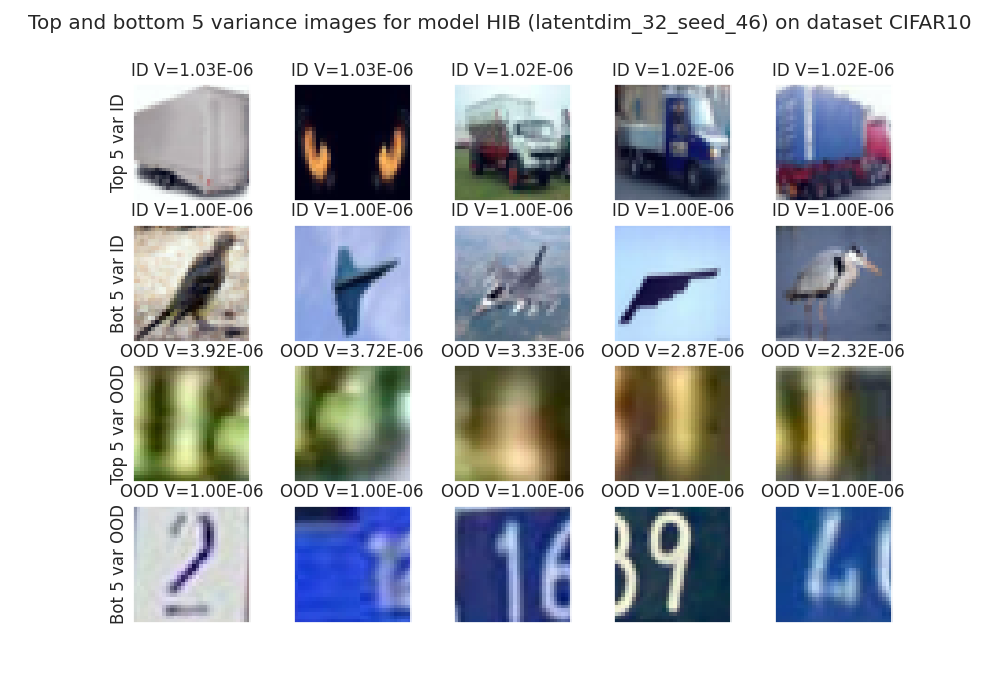 Top and bottom 5 variance images for model HIB (latentdim_32_seed_46) on dataset CIFAR10
ID V=1.03E-06 ID V=1.03E-06 ID V=1.02E-06 ID V=1.02E-06 ID V=1.02E-06
Top 5 var ID
ID V=1.00E-06 ID V=1.00E-06 ID V=1.00E-06 ID V=1.00E-06 ID V=1.00E-06
Bot 5 var ID
OOD V=3.92E-06 OOD V=3.72E-06 OOD V=3.33E-06 OOD V=2.87E-06 OOD V=2.32E-06
Top 5 var OOD
OOD V=1.00E-06 OOD V=1.00E-06 OOD V=1.00E-06 OOD V=1.00E-06 OOD V=1.00E-06
Bot 5 var OOD
2 16 39 4